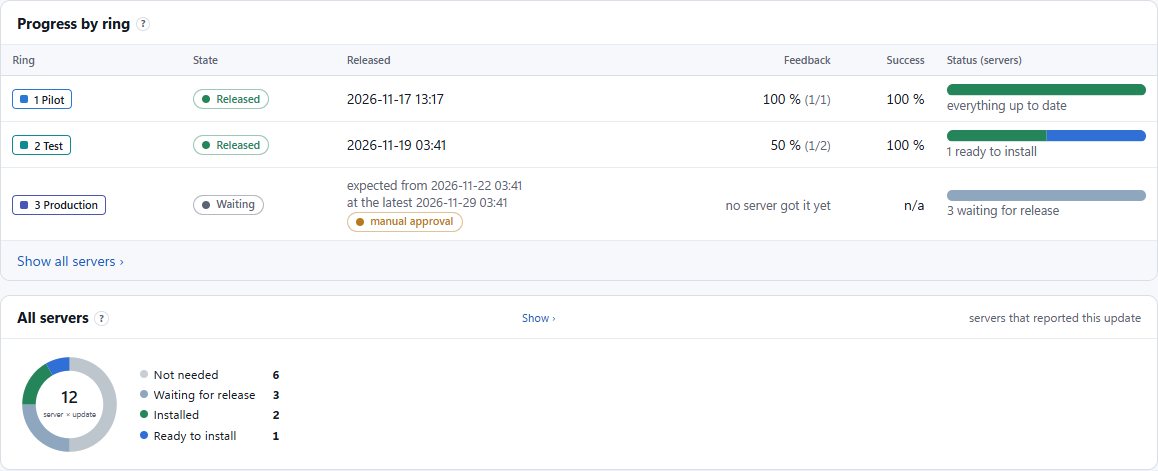 Progress by ring ?
Ring State Released Feedback Success Status (servers)
1 Pilot Released 2026-11-17 13:17 100 % (1/1) 100 % everything up to date
2 Test Released 2026-11-19 03:41 50 % (1/2) 100 % 1 ready to install
3 Production Waiting expected from 2026-11-22 03:41
at the latest 2026-11-29 03:41
manual approval
no server got it yet n/a 3 waiting for release
Show all servers ›
All servers ? Show › servers that reported this update
12
server × update
Not needed 6
Waiting for release 3
Installed 2
Ready to install 1